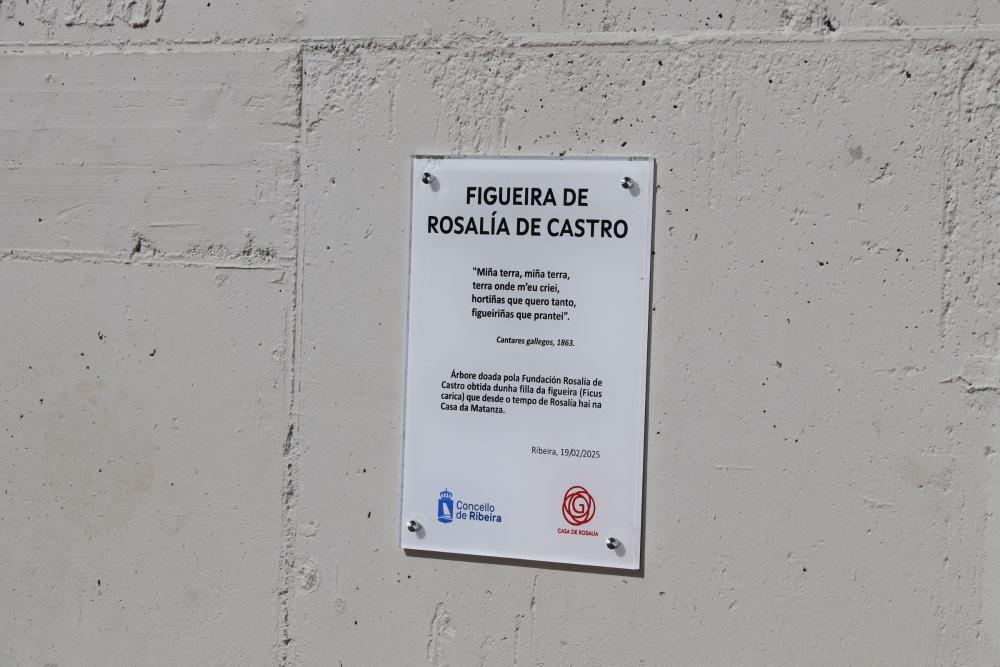 FIGUEIRA DE
ROSALÍA DE CASTRO
"Miña terra, miña terra,
terra onde m'eu criei,
hortiñas que quero tanto,
figueiriñas que prantei".
Cantares gallegos, 1863.
Árbore doada pola Fundación Rosalía de
Castro obtida dunha filla da figueira (Ficus
carica) que desde o tempo de Rosalía hai na
Casa da Matanza.
Ribeira, 19/02/2025
Concello
de Ribeira
G
CASA DE ROSALÍA